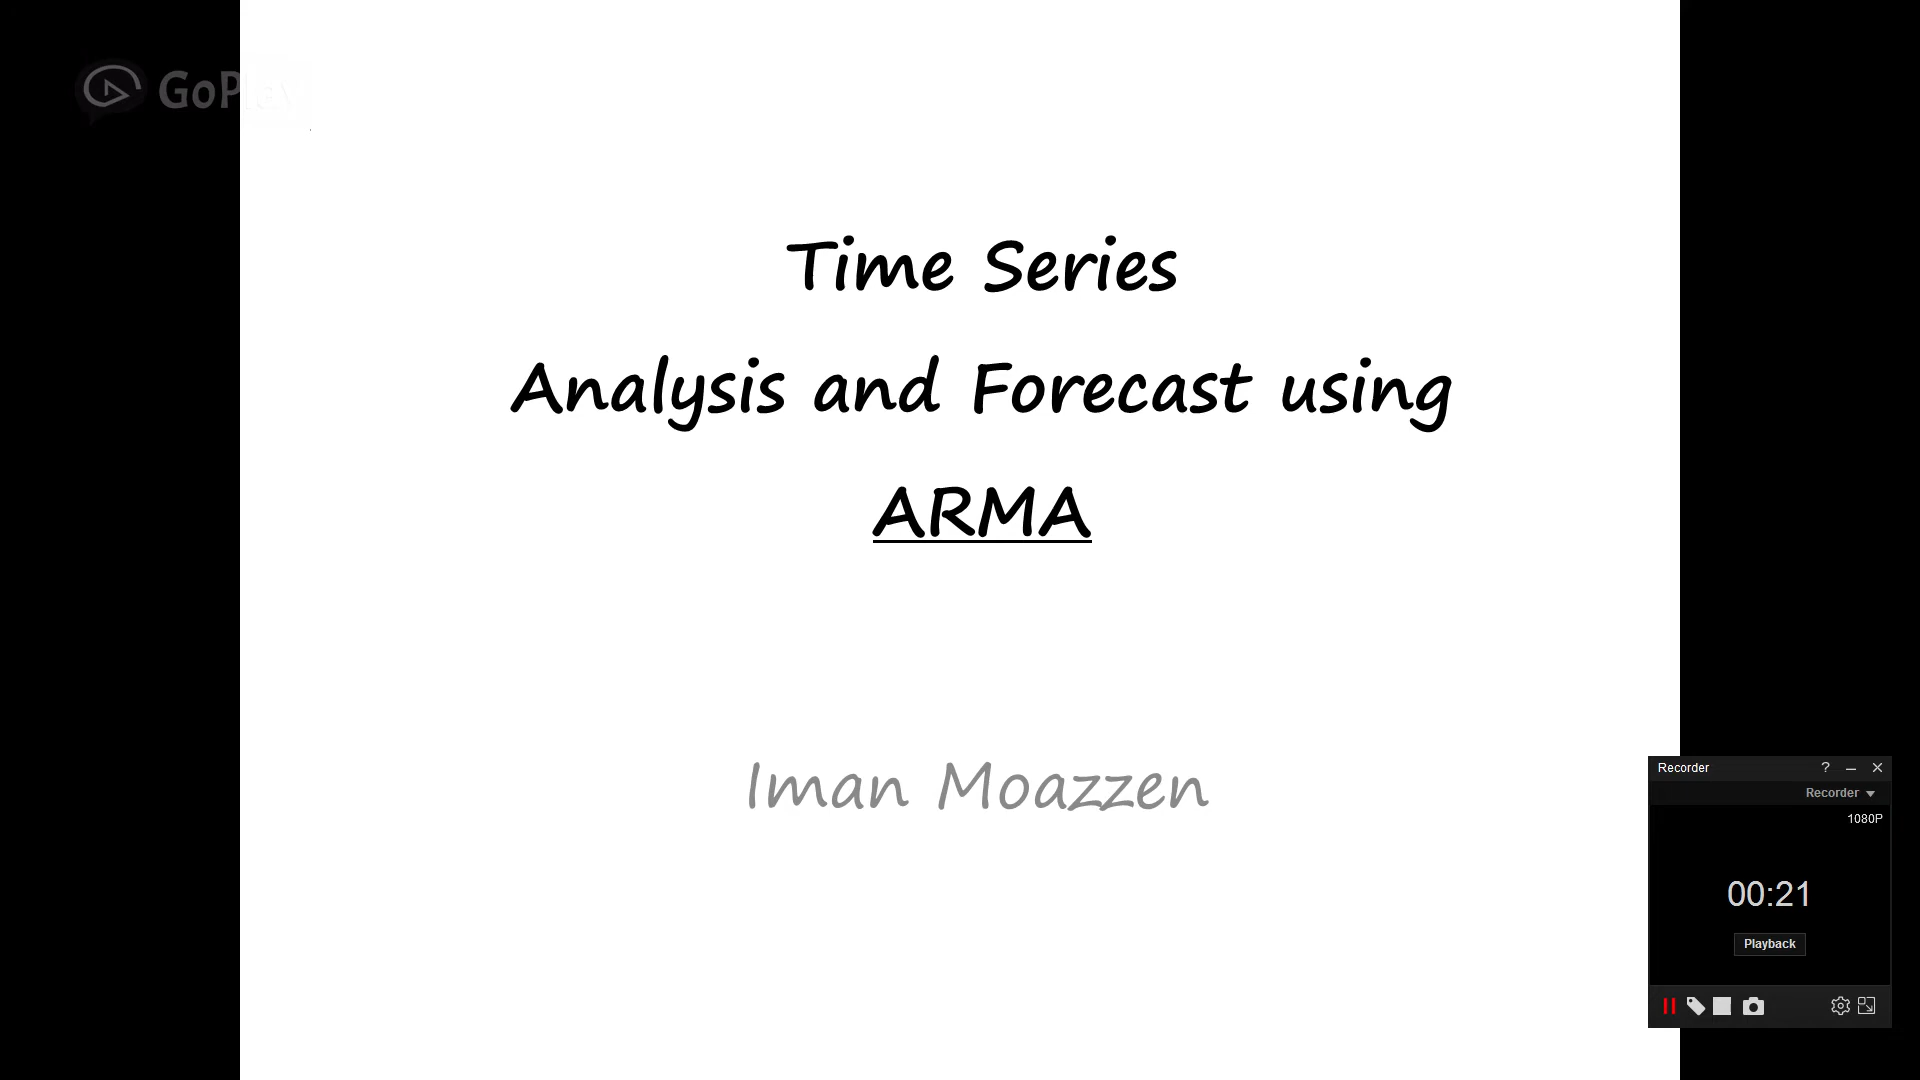 GoPlay
Time Series
Analysis and Forecast using
ARMA
Iman Moazzen
Recorder ?
Recorder
1080P
00:21
Playback